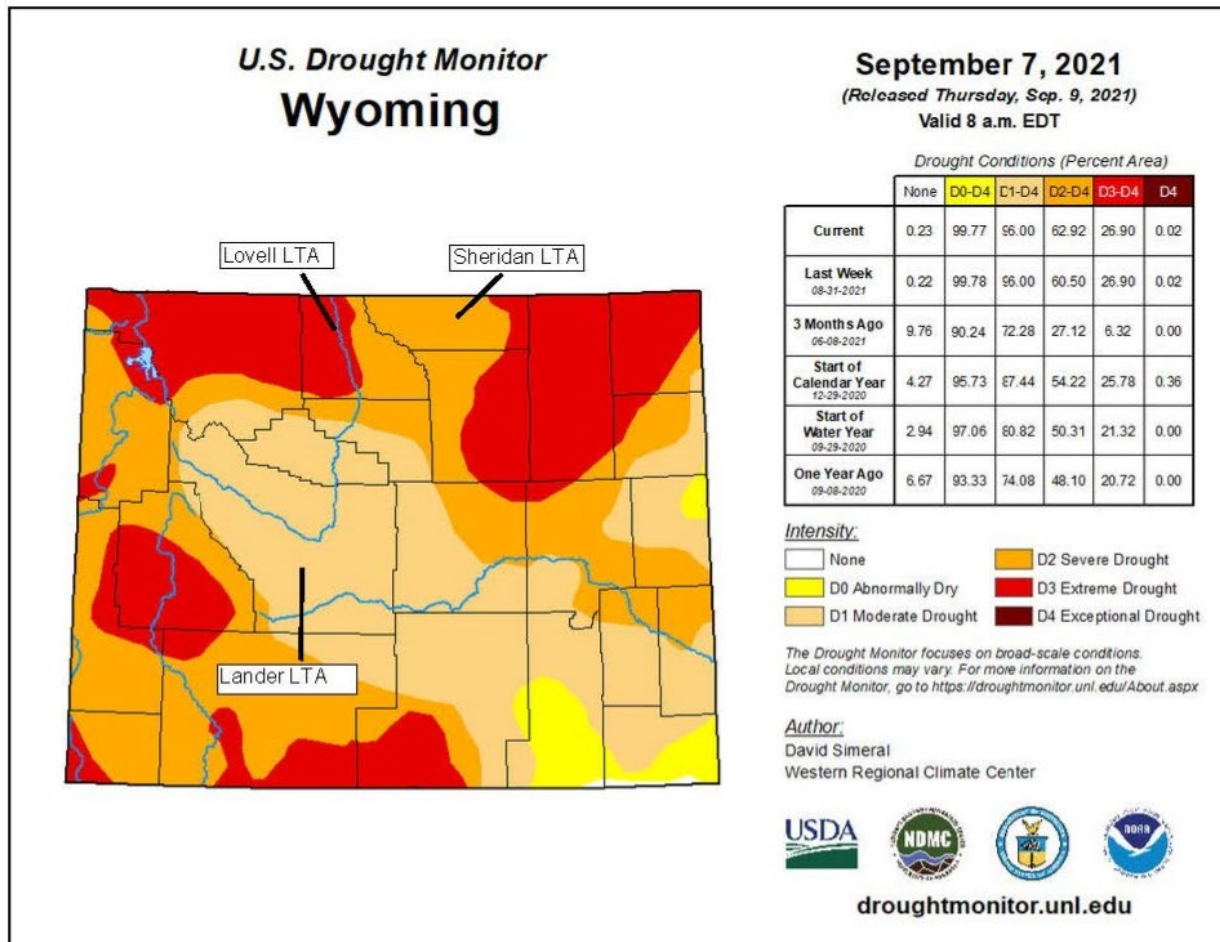 U.S. Drought Monitor
Wyoming
September 7, 2021
(Released Thursday, Sep. 9, 2021)
Valid 8 a.m. EDT
Drought Conditions (Percent Area)
None D0-D4 D1-D4 D2-D4 D3-D4 D4
Current 0.23 99.77 96.00 62.92 26.90 0.02
Last Week
08-31-2021 0.22 99.78 96.00 60.50 26.90 0.02
3 Months Ago
06-08-2021 9.76 90.24 72.28 27.12 6.32 0.00
Start of
Calendar Year
12-29-2020 4.27 95.73 87.44 54.22 25.78 0.36
Start of
Water Year
09-29-2020 2.94 97.06 80.82 50.31 21.32 0.00
One Year Ago
09-08-2020 6.67 93.33 74.08 48.10 20.72 0.00
Lovell LTA
Sheridan LTA
Lander LTA
Intensity:
None
D0 Abnormally Dry
D1 Moderate Drought
D2 Severe Drought
D3 Extreme Drought
D4 Exceptional Drought
The Drought Monitor focuses on broad-scale conditions.
Local conditions may vary. For more information on the
Drought Monitor, go to https://droughtmonitor.unl.edu/About.aspx
Author:
David Simeral
Western Regional Climate Center
USDA
NDMC
NOAA
droughtmonitor.unl.edu